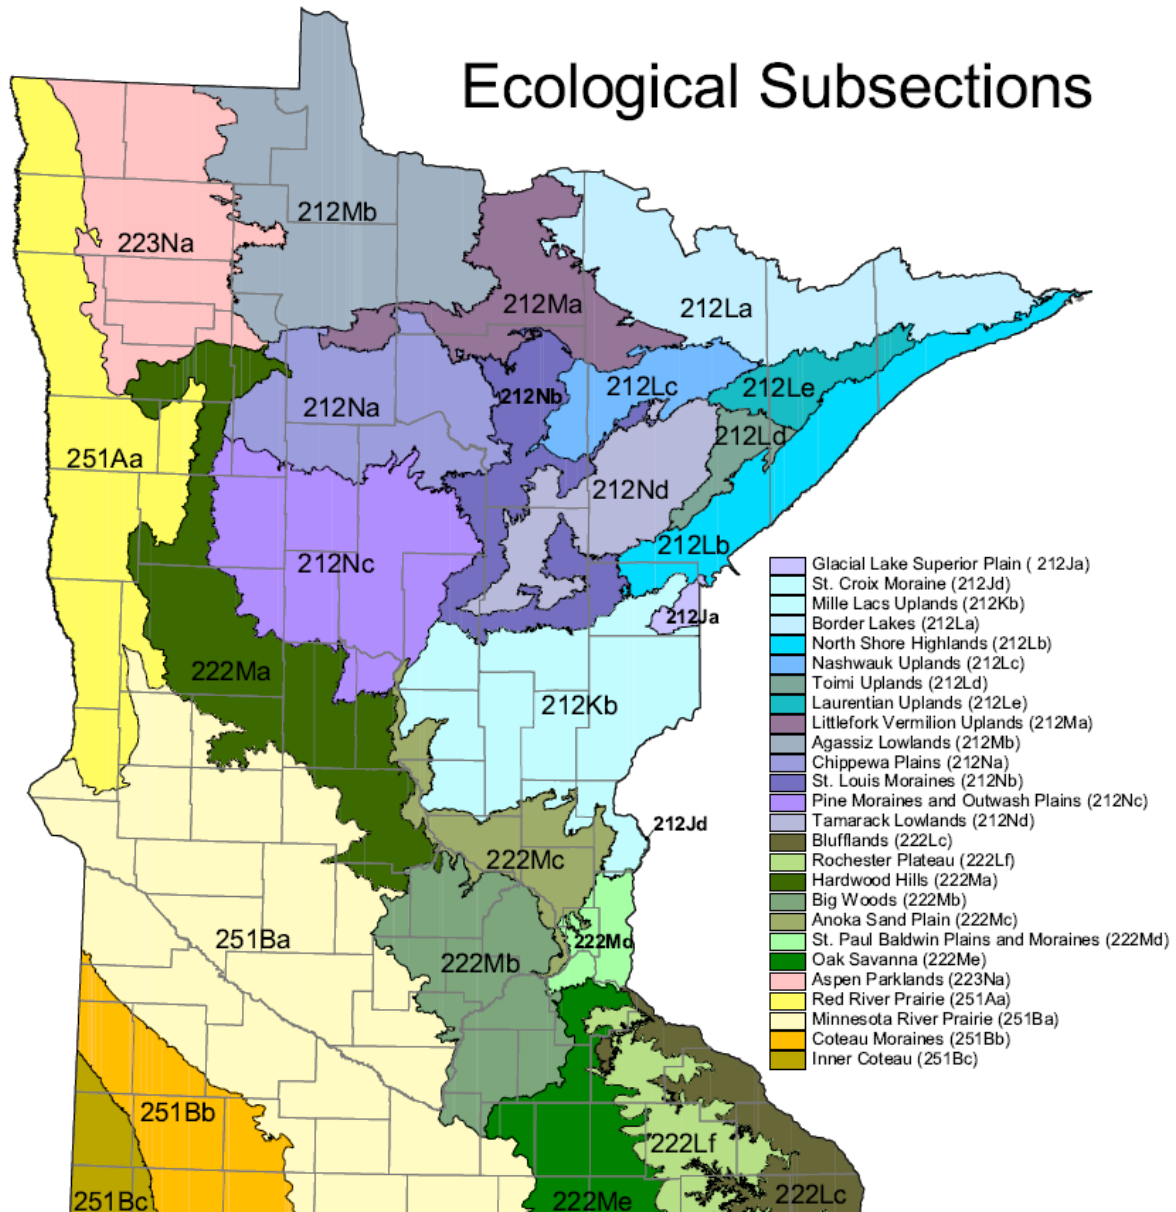 Ecological Subsections
212Mb
223Na
212Ma
212La
212Nb
212Lc
212Le
212Na
212Ld
251Aa
212Nd
212Nc
212Lb
Glacial Lake Superior Plain ( 212Ja)
St. Croix Moraine (212Jd)
Mille Lacs Uplands (212Kb)
Border Lakes (212La)
North Shore Highlands (212Lb)
Nashwauk Uplands (212Lc)
Toimi Uplands (212Ld)
Laurentian Uplands (212Le)
Littlefork Vermilion Uplands (212Ma)
Agassiz Lowlands (212Mb)
Chippewa Plains (212Na)
St. Louis Moraines (212Nb)
Pine Moraines and Outwash Plains (212Nc)
Tamarack Lowlands (212Nd)
Blufflands (222Lc)
Rochester Plateau (222Lf)
Hardwood Hills (222Ma)
Big Woods (222Mb)
Anoka Sand Plain (222Mc)
St. Paul Baldwin Plains and Moraines (222Md)
Oak Savanna (222Me)
Aspen Parklands (223Na)
Red River Prairie (251Aa)
Minnesota River Prairie (251Ba)
Coteau Moraines (251Bb)
Inner Coteau (251Bc)
212Ja
222Ma
212Kb
212Jd
222Mc
251Ba
222Md
222Mb
251Bb
222Lf
251Bc
222Me
222Lc